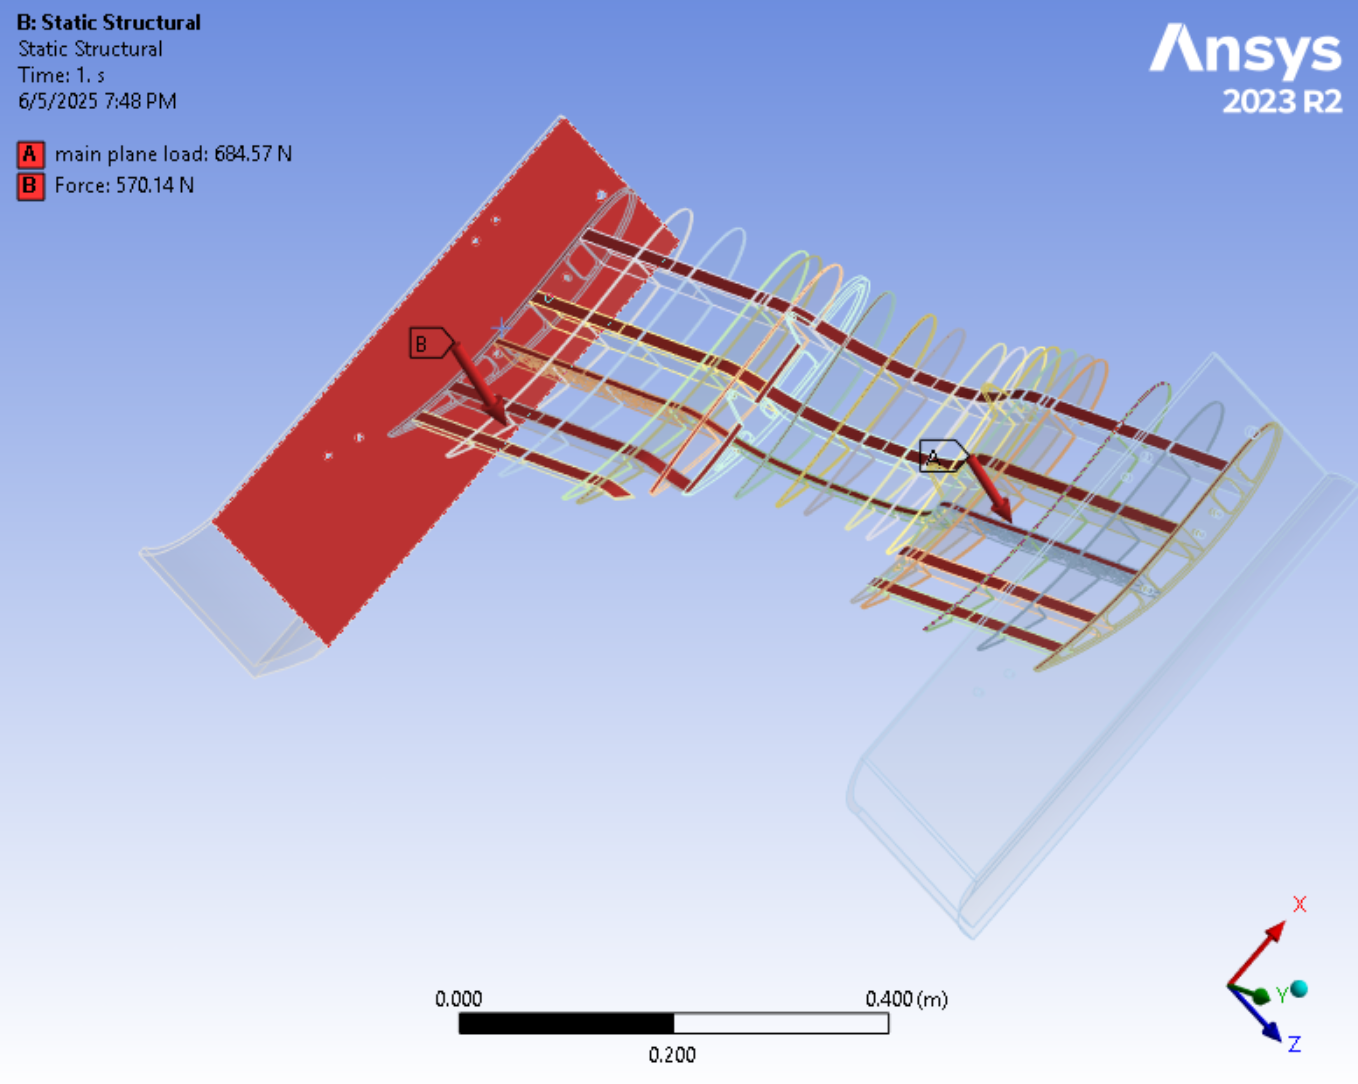 B: Static Structural
Static Structural
Time: 1. s
6/5/2025 7:48 PM
A main plane load: 684.57 N
B Force: 570.14 N
Ansys
2023 R2
B
A
0.000
0.400 (m)
0.200
X
Y
Z